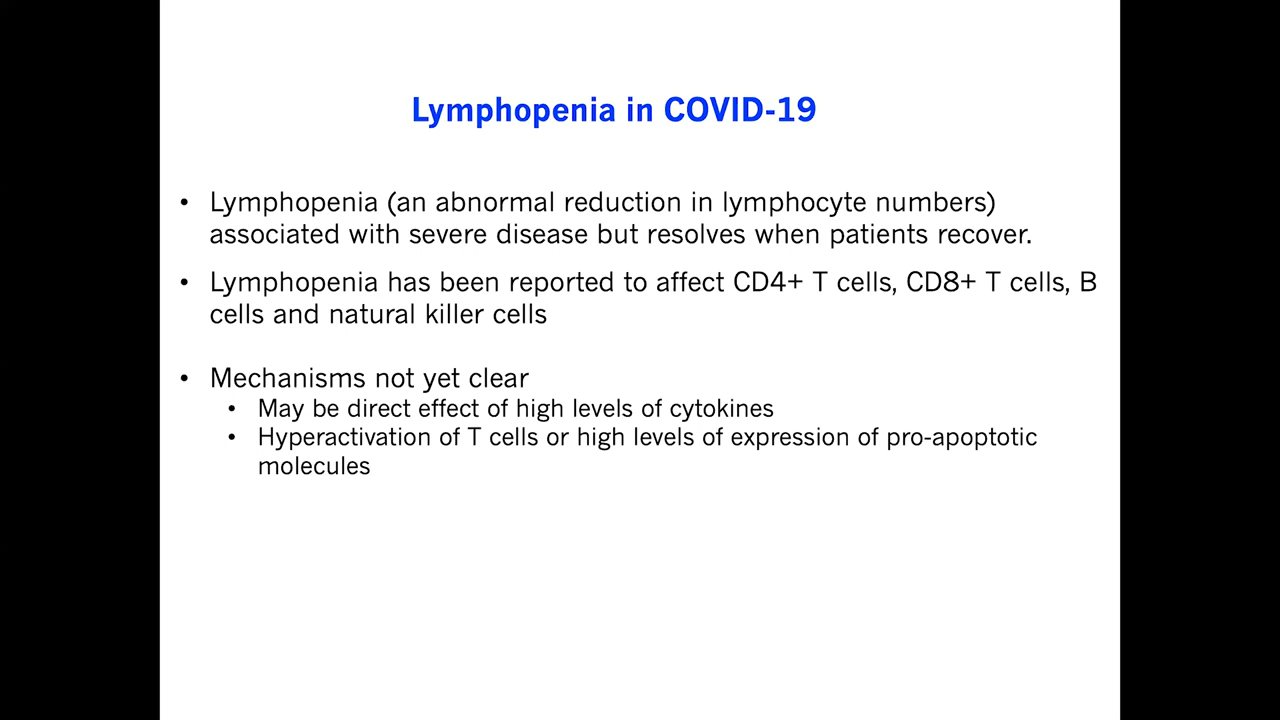 Lymphopenia in COVID-19
• Lymphopenia (an abnormal reduction in lymphocyte numbers)
associated with severe disease but resolves when patients recover.
• Lymphopenia has been reported to affect CD4+ T cells, CD8+ T cells, B
cells and natural killer cells
• Mechanisms not yet clear
• May be direct effect of high levels of cytokines
• Hyperactivation of T cells or high levels of expression of pro-apoptotic
molecules